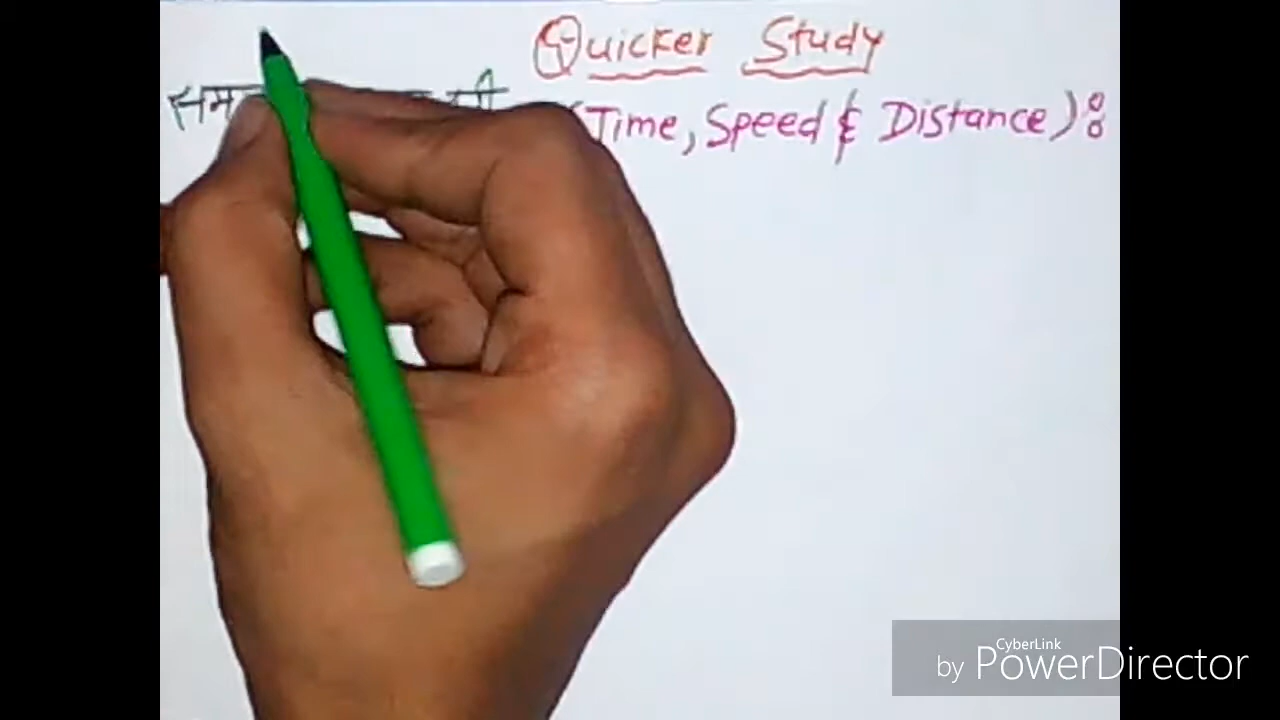 Quicker Study
(Time, Speed & Distance):
CyberLink
by PowerDirector